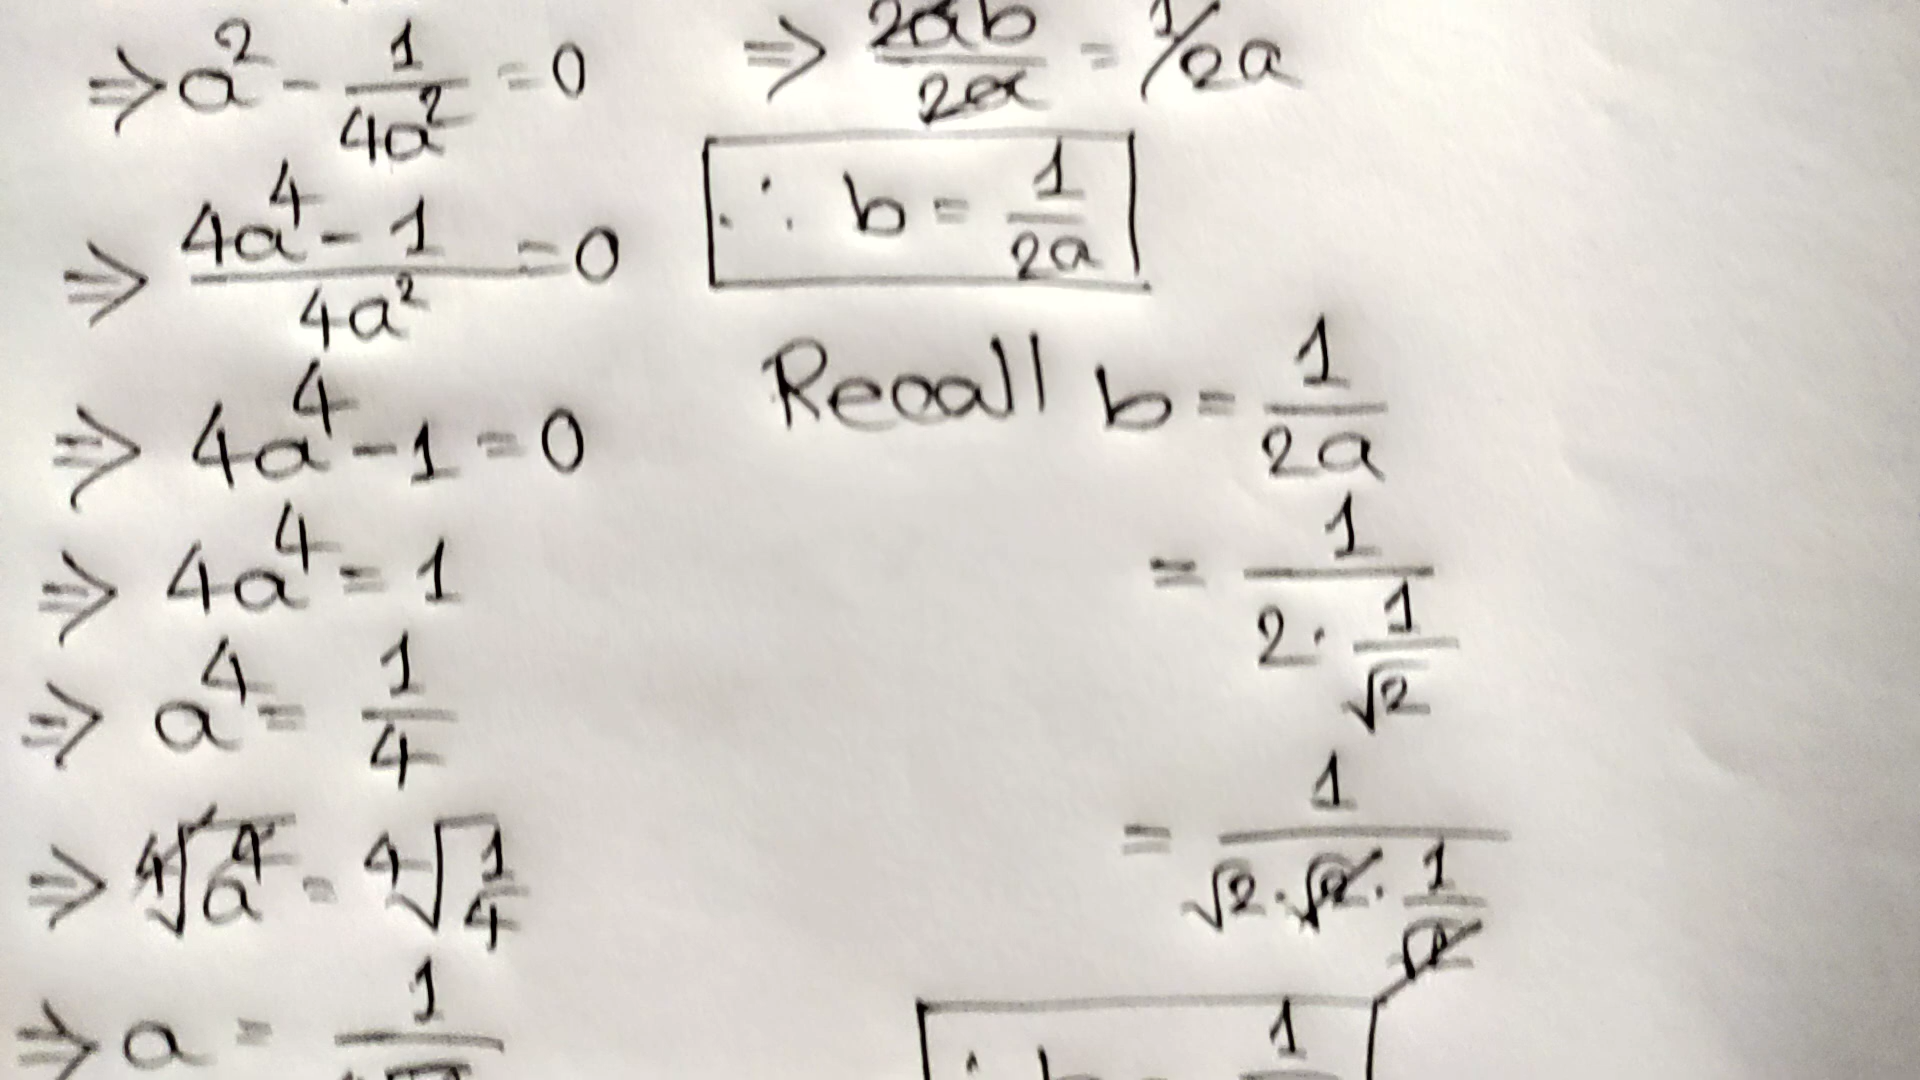 ⇒ a² - 1/4a² = 0
⇒ 4a⁴ - 1/4a² = 0
⇒ 4a⁴ - 1 = 0
⇒ 4a⁴ = 1
⇒ a⁴ = 1/4
⇒ ∜a⁴ = ∜1/4
⇒ a = 1/
⇒ 2ab/2a = 1/2a
∴ b = 1/2a
Recall b = 1/2a
= 1/2·1/√2
= 1/√2·√2·1/√2
∴ b = 1/